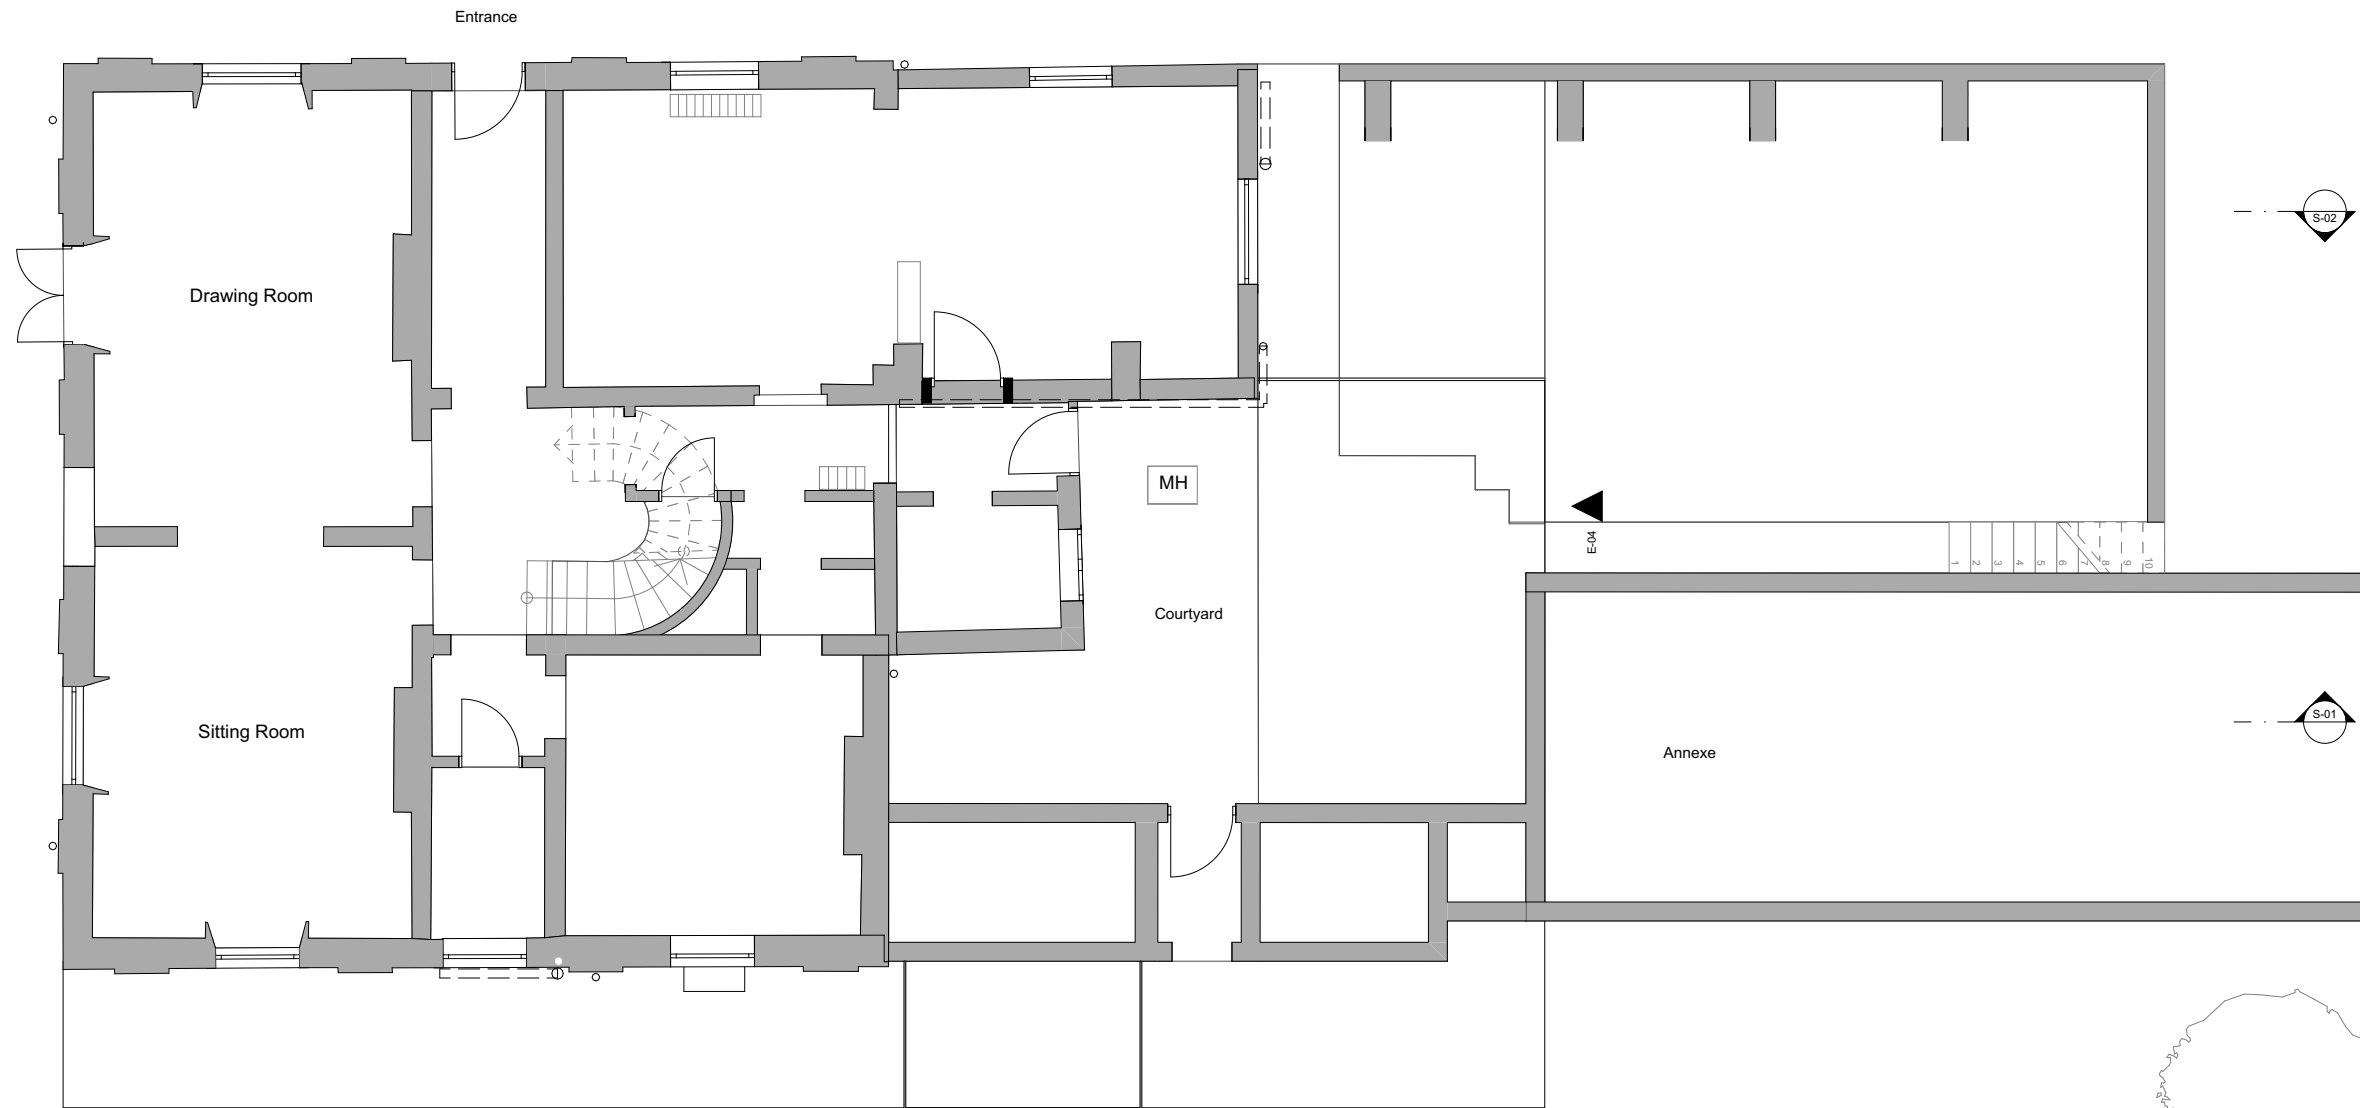 Entrance
S-02
Drawing Room
MH
E-04
1 2 3 4 5 6 7 8 9 10
Courtyard
S-01
Sitting Room
Annexe